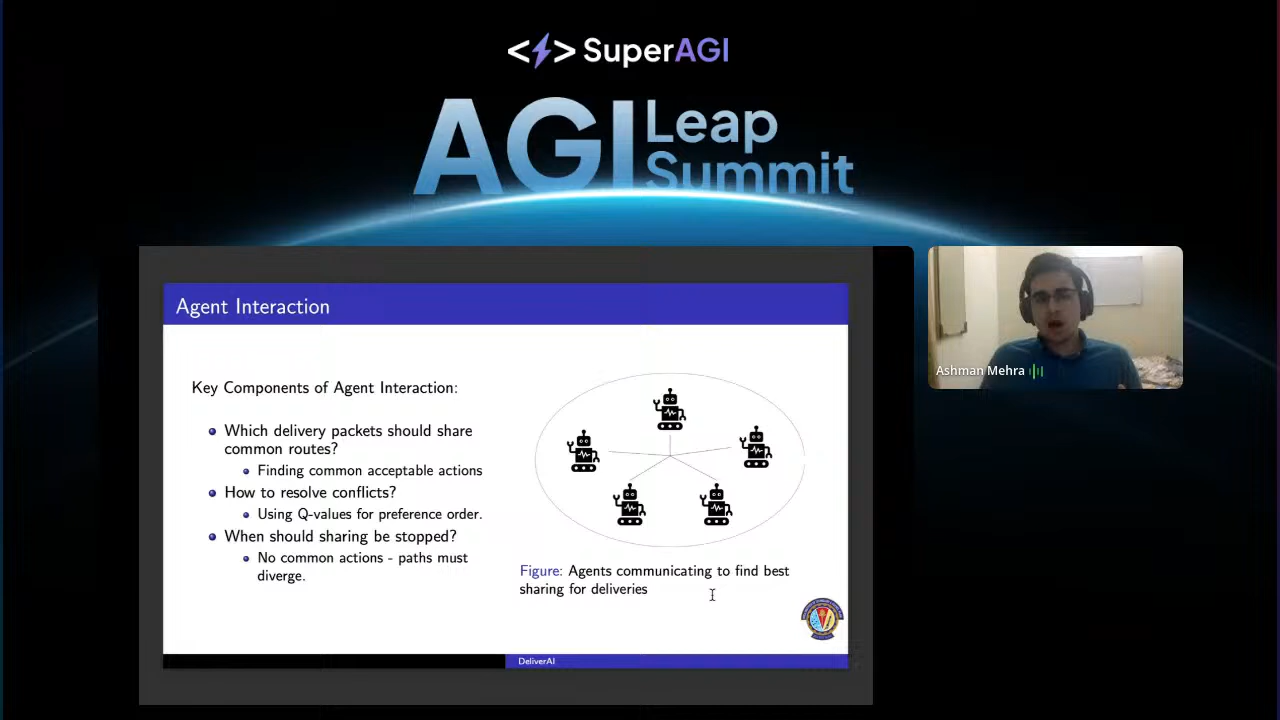 SuperAGI
AGI Leap Summit
Agent Interaction
Key Components of Agent Interaction:
Which delivery packets should share
common routes?
Finding common acceptable actions
How to resolve conflicts?
Using Q-values for preference order.
When should sharing be stopped?
No common actions - paths must
diverge.
Figure: Agents communicating to find best
sharing for deliveries
DeliverAI
Ashman Mehra